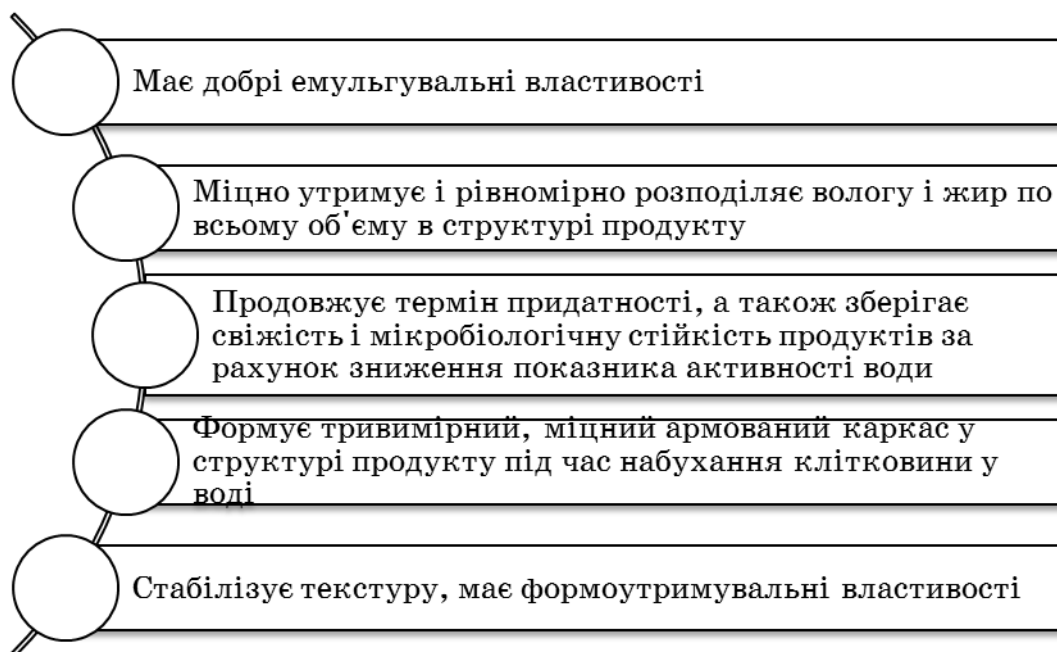 Має добрі емульгувальні властивості
Міцно утримує і рівномірно розподіляє вологу і жир по
всьому об'єму в структурі продукту
Продовжує термін придатності, а також зберігає
свіжість і мікробіологічну стійкість продуктів за
рахунок зниження показника активності води
Формує тривимірний, міцний армований каркас у
структурі продукту під час набухання клітковини у
воді
Стабілізує текстуру, має формоутримувальні властивості